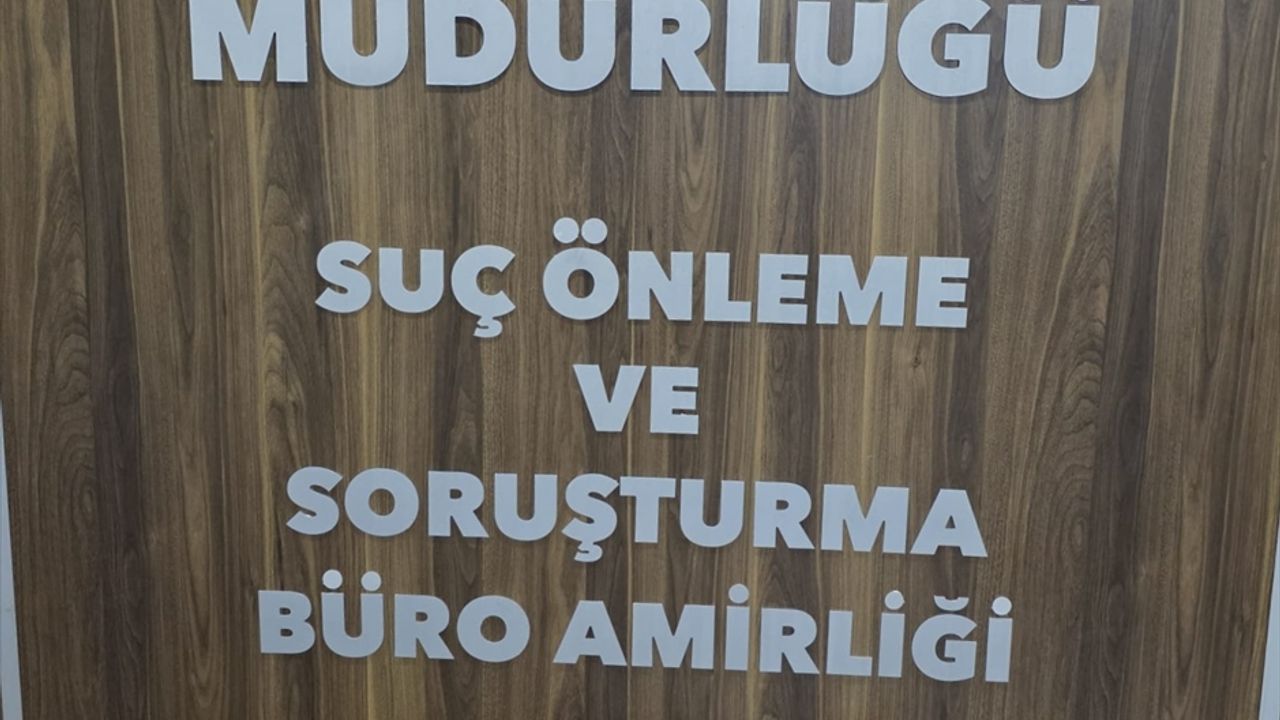 MÜDÜRLÜĞÜ
SUÇ ÖNLEME
VE
SORUŞTURMA
BÜRO AMİRLİĞİ